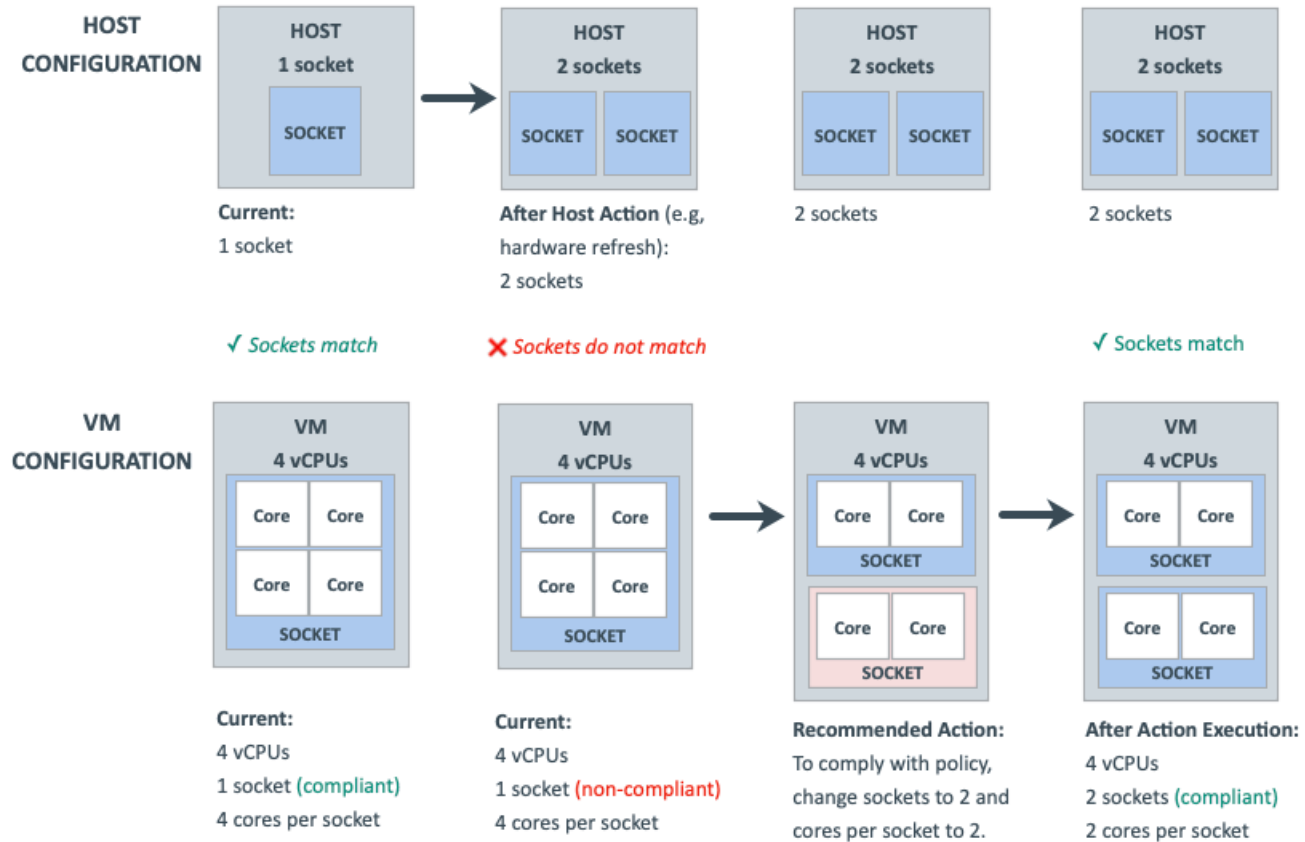 HOST
CONFIGURATION
HOST
1 socket
SOCKET
Current:
1 socket
HOST
2 sockets
SOCKET SOCKET
After Host Action (e.g,
hardware refresh):
2 sockets
HOST
2 sockets
SOCKET SOCKET
2 sockets
HOST
2 sockets
SOCKET SOCKET
2 sockets
✓ Sockets match
✗ Sockets do not match
✓ Sockets match
VM
CONFIGURATION
VM
4 vCPUs
Core Core
Core Core
SOCKET
Current:
4 vCPUs
1 socket (compliant)
4 cores per socket
VM
4 vCPUs
Core Core
Core Core
SOCKET
Current:
4 vCPUs
1 socket (non-compliant)
4 cores per socket
VM
4 vCPUs
Core Core
SOCKET
Core Core
SOCKET
Recommended Action:
To comply with policy,
change sockets to 2 and
cores per socket to 2.
VM
4 vCPUs
Core Core
SOCKET
Core Core
SOCKET
After Action Execution:
4 vCPUs
2 sockets (compliant)
2 cores per socket